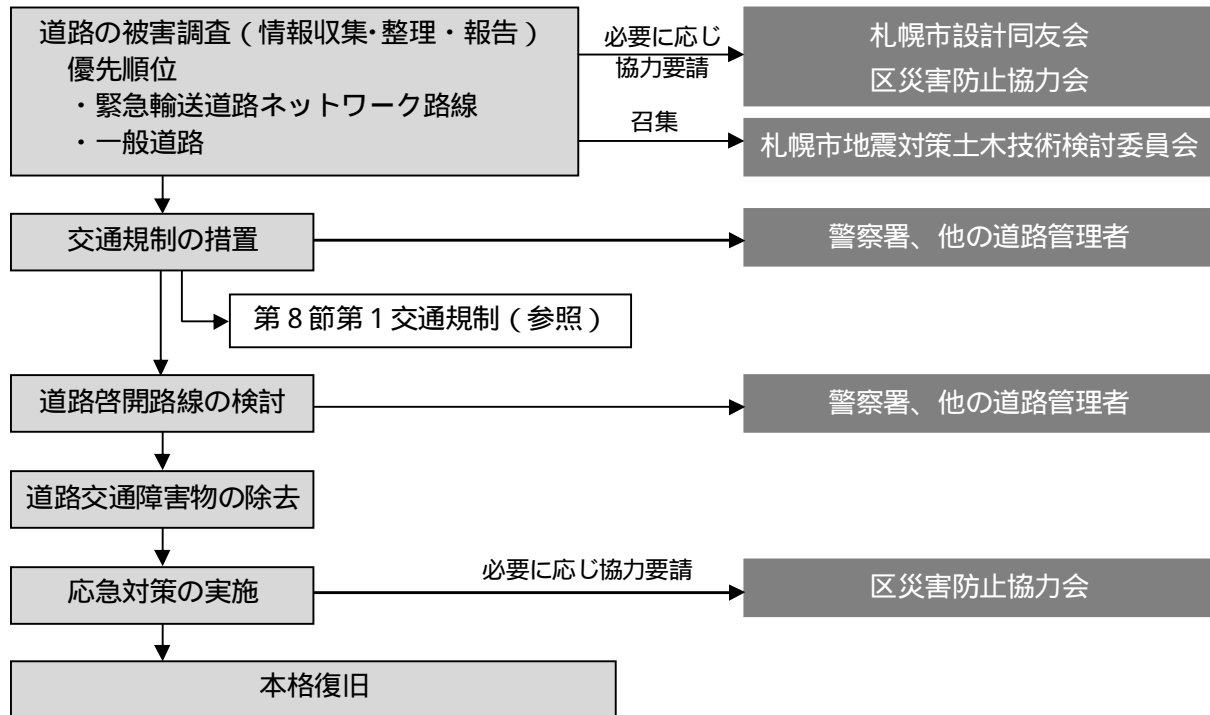 道路の被害調査（情報収集・整理・報告）
優先順位
・緊急輸送道路ネットワーク路線
・一般道路
必要に応じ
協力要請
札幌市設計同友会
区災害防止協力会
召集
札幌市地震対策土木技術検討委員会
交通規制の措置
警察署、他の道路管理者
第８節第１交通規制（参照）
道路啓開路線の検討
警察署、他の道路管理者
道路交通障害物の除去
応急対策の実施
必要に応じ協力要請
区災害防止協力会
本格復旧